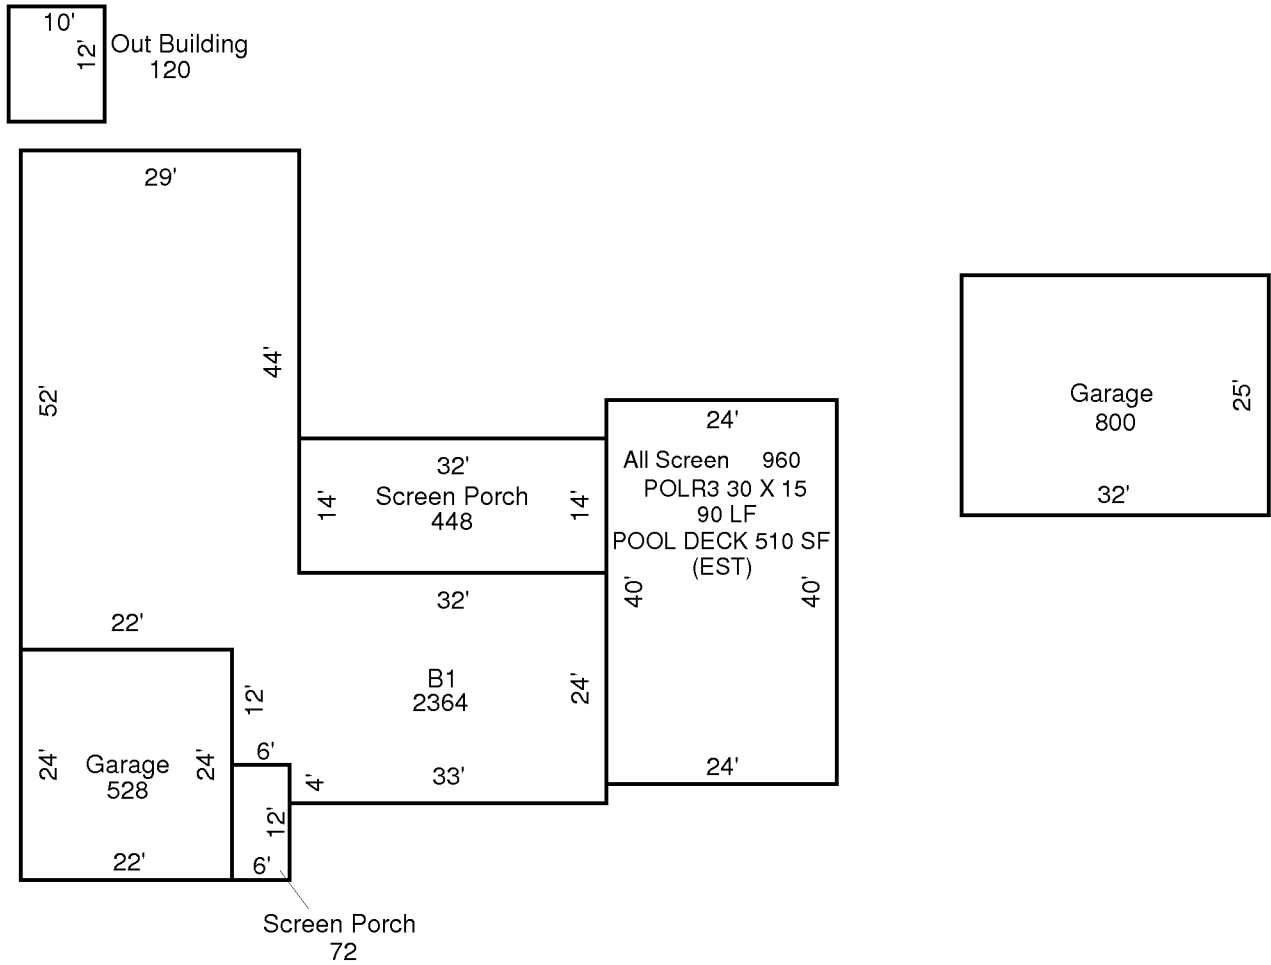 10'
12'
Out Building
120
29'
52'
44'
32'
14'
Screen Porch
448
14'
24'
All Screen 960
POLR3 30 X 15
90 LF
POOL DECK 510 SF
(EST)
40'
40'
24'
Garage
800
25'
32'
32'
22'
B1
2364
24'
12'
6'
4'
33'
24'
Garage
528
24'
22'
12'
6'
Screen Porch
72